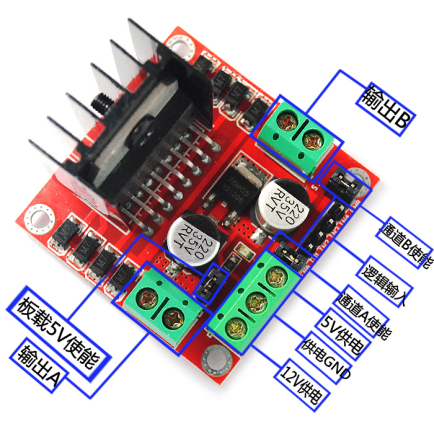 输出B
通道B使能
逻辑输入
通道A使能
5V供电
供电GND
12V供电
板载5V使能
输出A
220
35V
RVT
220
35V
RVT